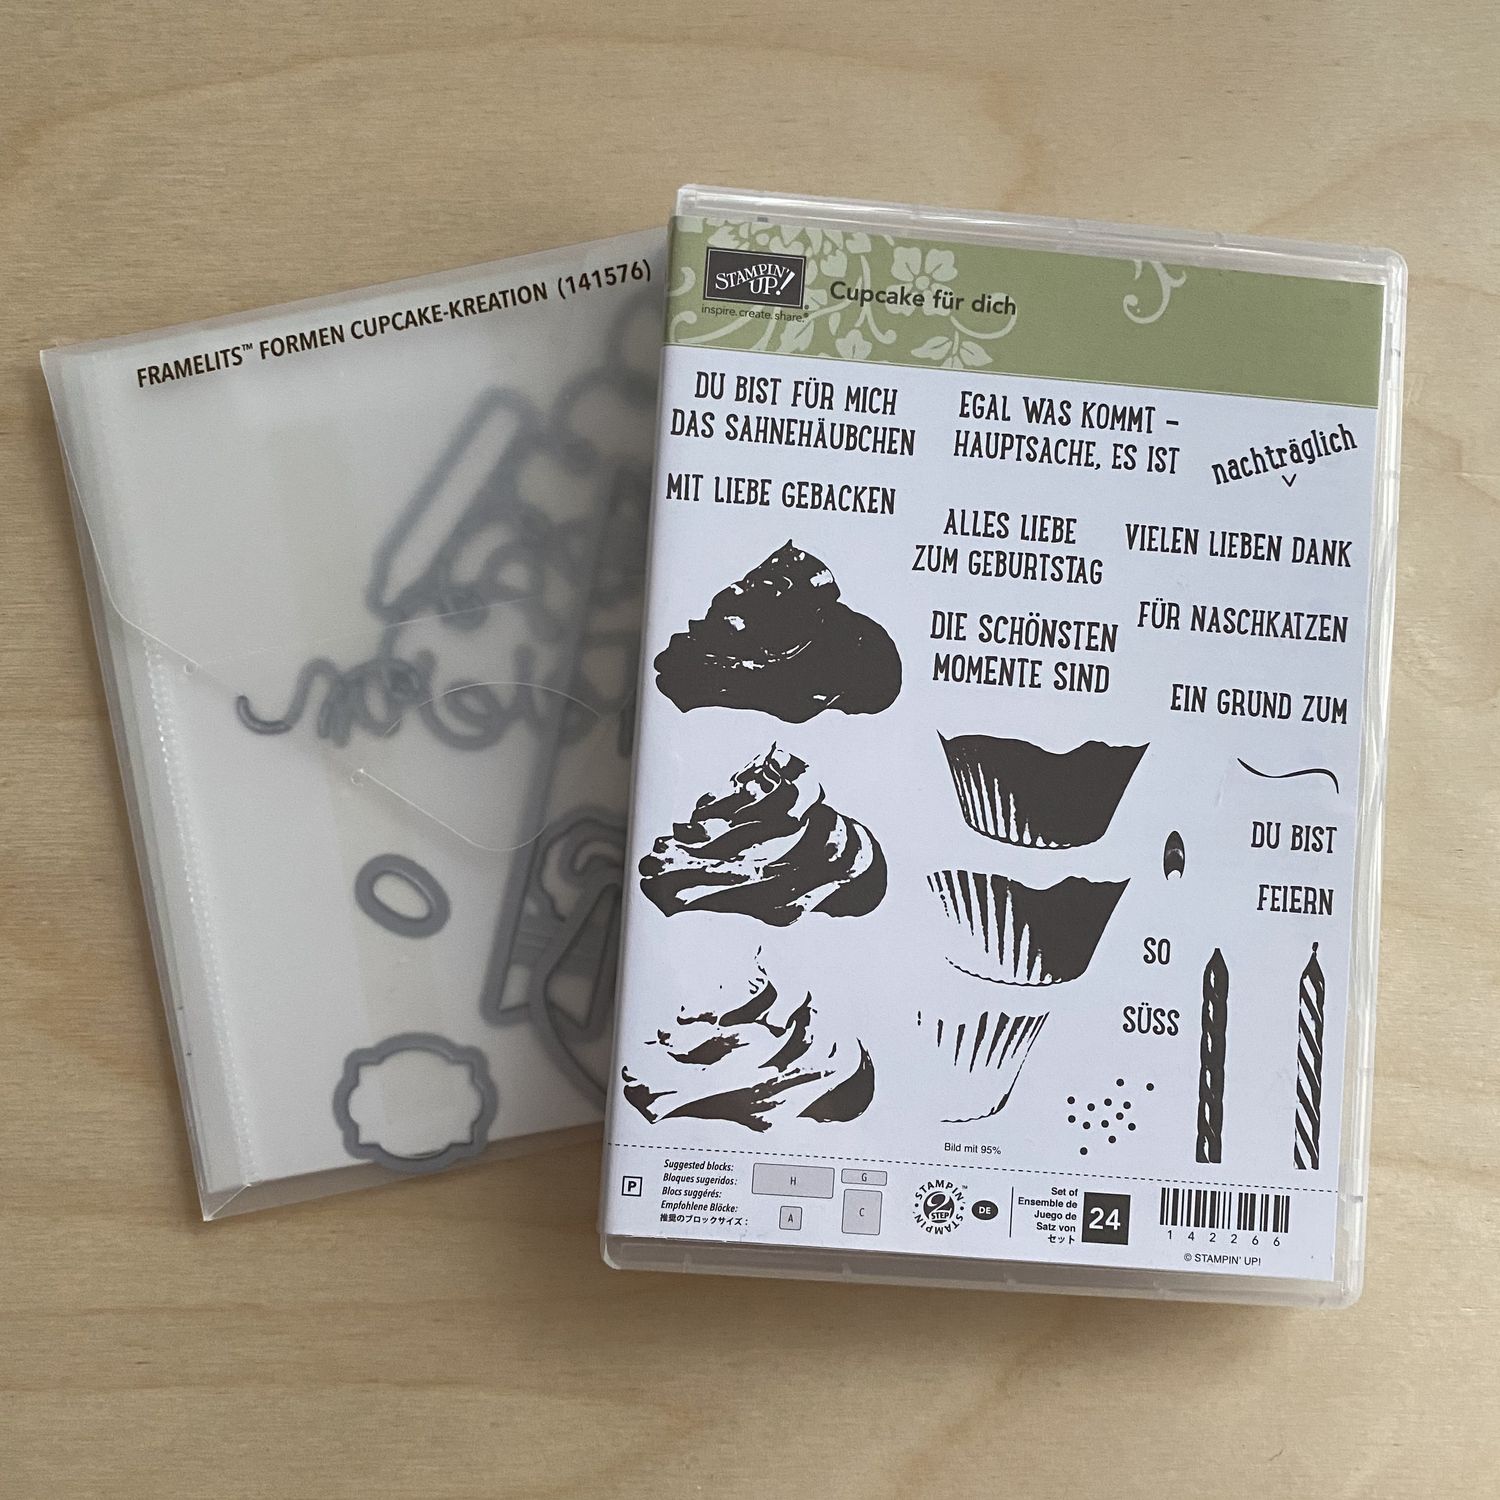 FRAMELITS™ FORMEN CUPCAKE-KREATION (141576)
STAMPIN' UP!®
inspire. create. share.®
Cupcake für dich
DU BIST FÜR MICH
DAS SAHNEHÄUBCHEN
EGAL WAS KOMMT –
HAUPTSACHE, ES IST
nachträglich
MIT LIEBE GEBACKEN
ALLES LIEBE
ZUM GEBURTSTAG
VIELEN LIEBEN DANK
DIE SCHÖNSTEN
MOMENTE SIND
FÜR NASCHKATZEN
EIN GRUND ZUM
DU BIST
FEIERN
SO
SÜSS
Bild mit 95%
P
Suggested blocks:
Bloques sugeridos:
Blocs suggérés:
Empfohlene Blöcke:
推奨のブロックサイズ：
H
G
A
C
STAMPIN'™
2
STEP
STAMPIN'
DE
Set of
Ensemble de
Juego de
Satz von
セット
24
142266
© STAMPIN' UP!